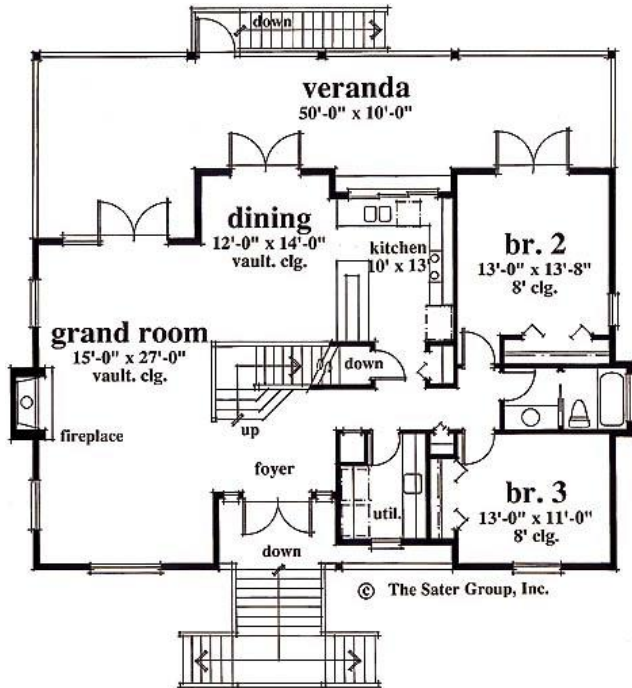 down
veranda
50'-0" x 10'-0"
dining
12'-0" x 14'-0"
vault. clg.
kitchen
10' x 13'
br. 2
13'-0" x 13'-8"
8' clg.
grand room
15'-0" x 27'-0"
vault. clg.
down
up
fireplace
foyer
util.
br. 3
13'-0" x 11'-0"
8' clg.
down
© The Sater Group, Inc.